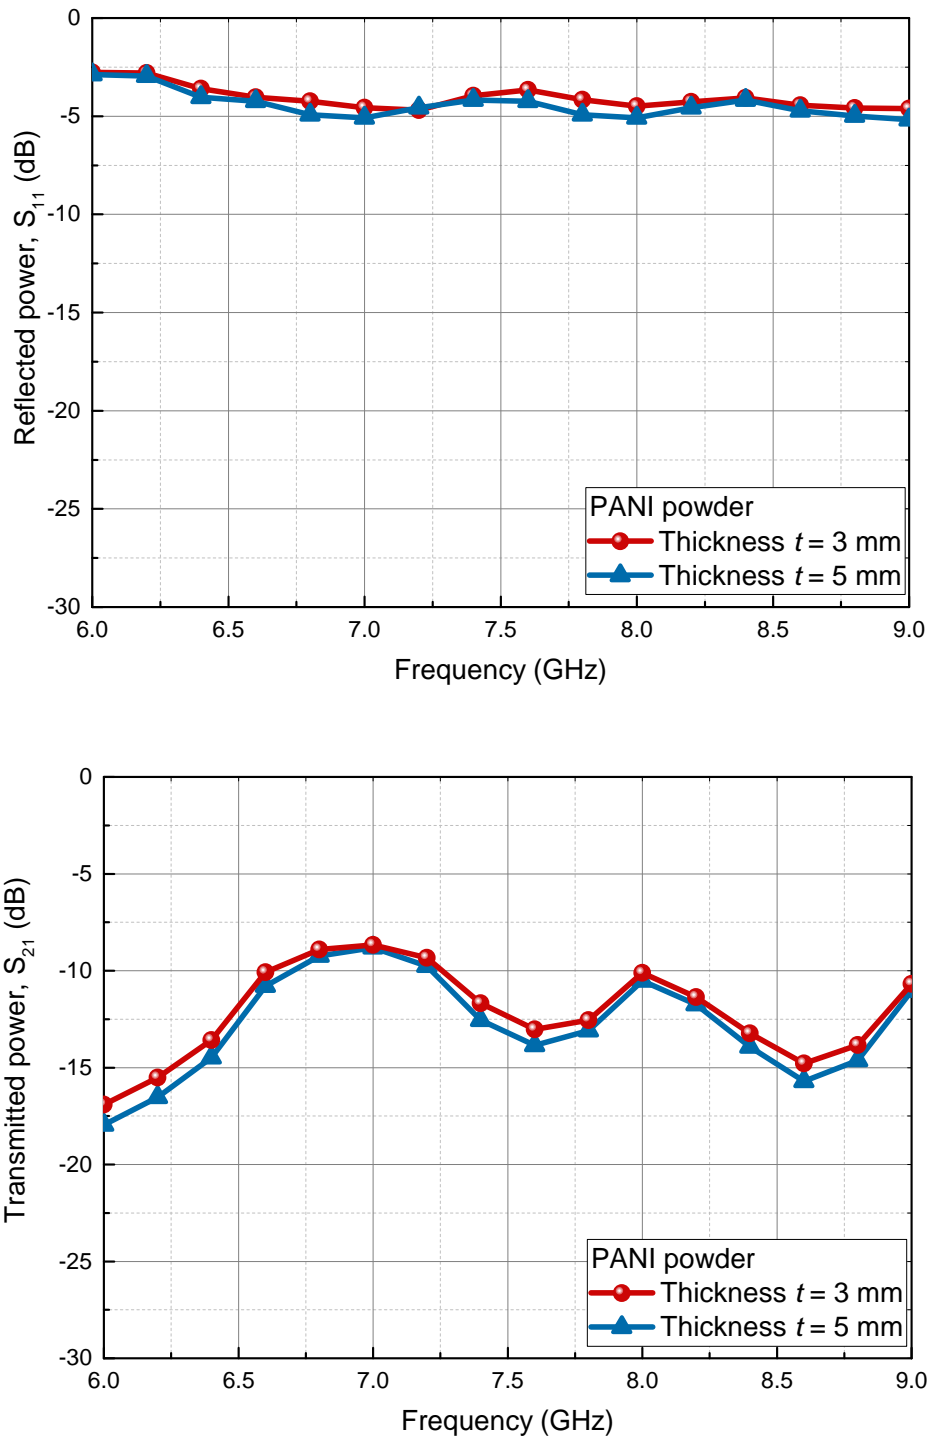 0
-5
-10
-15
-20
-25
-30
Reflected power, S11 (dB)
PANI powder
Thickness t = 3 mm
Thickness t = 5 mm
6.0 6.5 7.0 7.5 8.0 8.5 9.0
Frequency (GHz)
0
-5
-10
-15
-20
-25
-30
Transmitted power, S21 (dB)
PANI powder
Thickness t = 3 mm
Thickness t = 5 mm
6.0 6.5 7.0 7.5 8.0 8.5 9.0
Frequency (GHz)